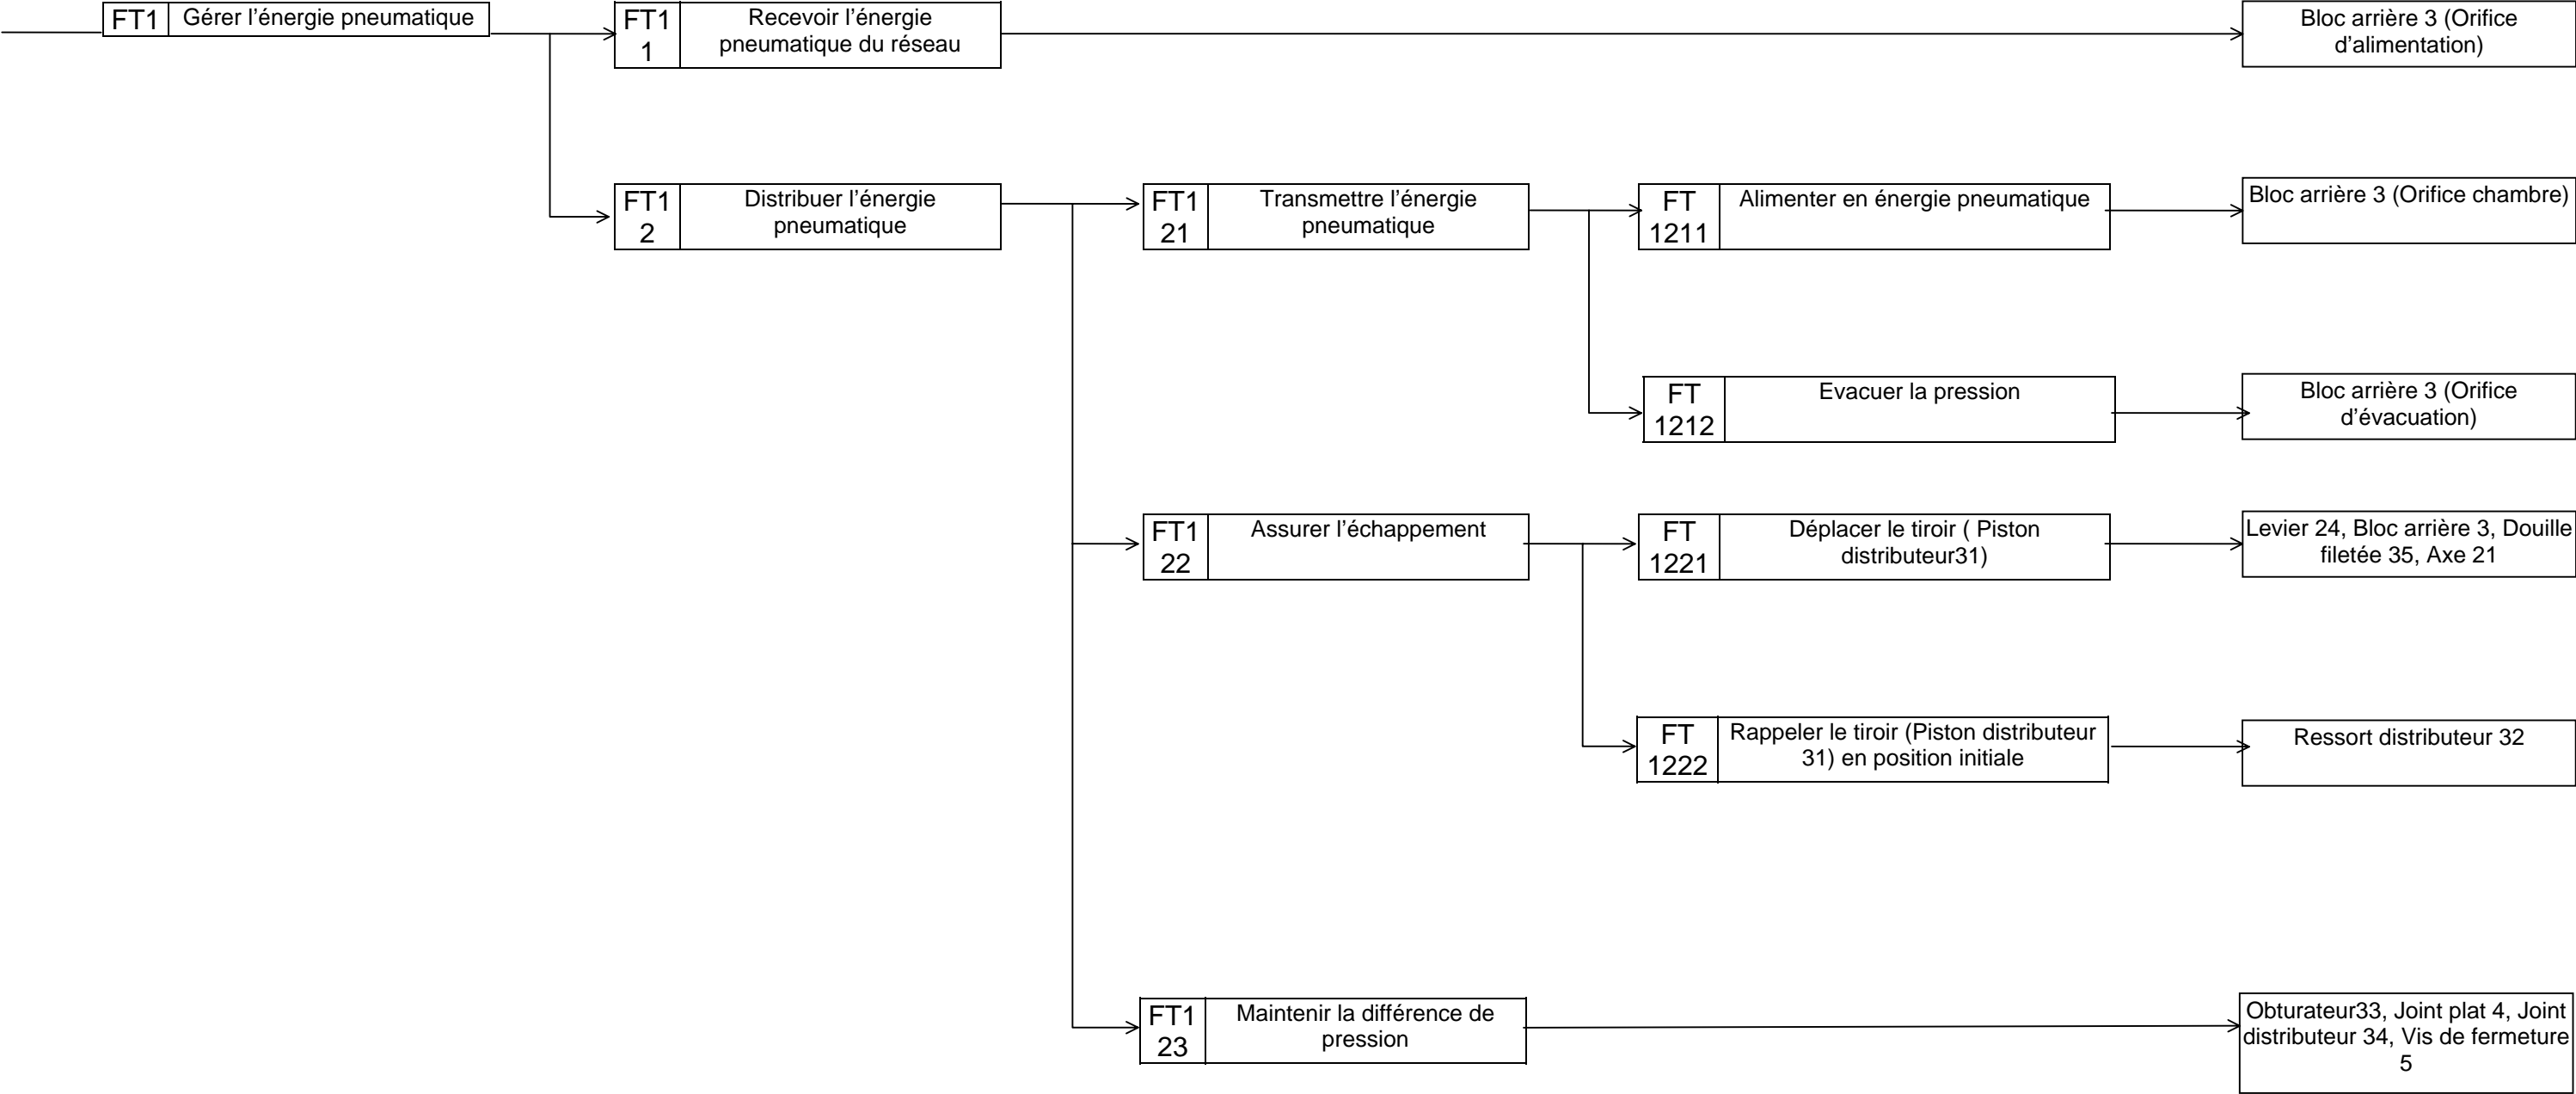 FT1
Gérer l’énergie pneumatique
FT1
1
Recevoir l’énergie
pneumatique du réseau
Bloc arrière 3 (Orifice
d’alimentation)
FT1
2
Distribuer l’énergie
pneumatique
FT1
21
Transmettre l’énergie
pneumatique
FT
1211
Alimenter en énergie pneumatique
Bloc arrière 3 (Orifice chambre)
FT
1212
Evacuer la pression
Bloc arrière 3 (Orifice
d’évacuation)
FT1
22
Assurer l’échappement
FT
1221
Déplacer le tiroir ( Piston
distributeur31)
Levier 24, Bloc arrière 3, Douille
filetée 35, Axe 21
FT
1222
Rappeler le tiroir (Piston distributeur
31) en position initiale
Ressort distributeur 32
FT1
23
Maintenir la différence de
pression
Obturateur33, Joint plat 4, Joint
distributeur 34, Vis de fermeture
5